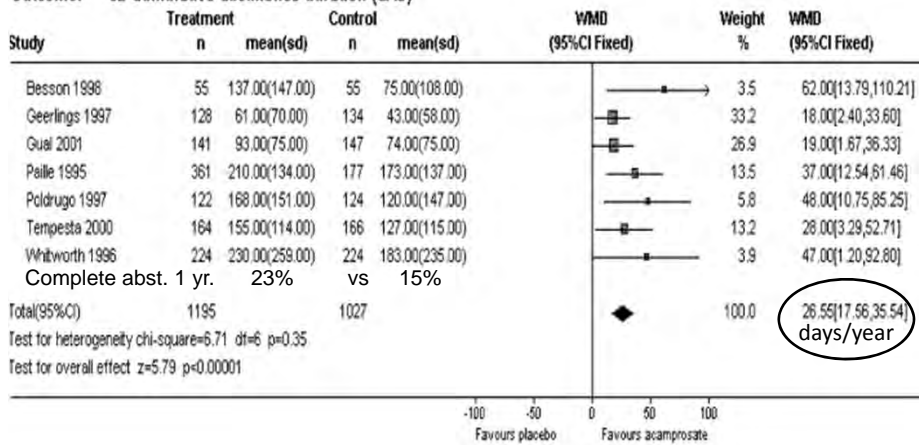 Treatment Control WMD Weight WMD
Study n mean(sd) n mean(sd) (95%CI Fixed) % (95%CI Fixed)
Besson 1998 55 137.00(147.00) 55 75.00(108.00) 3.5 62.00[13.79,110.21]
Geerlings 1997 128 61.00(70.00) 134 43.00(58.00) 33.2 18.00[2.40,33.60]
Gual 2001 141 93.00(75.00) 147 74.00(75.00) 26.9 19.00[1.67,36.33]
Paille 1995 361 210.00(134.00) 177 173.00(137.00) 13.5 37.00[12.54,61.46]
Poldrugo 1997 122 168.00(151.00) 124 120.00(147.00) 5.8 48.00[10.75,85.25]
Tempesta 2000 164 155.00(114.00) 166 127.00(115.00) 13.2 28.00[3.29,52.71]
Whitworth 1996 224 230.00(259.00) 224 183.00(235.00) 3.9 47.00[1.20,92.80]
Complete abst. 1 yr. 23% vs 15%
Total(95%CI) 1195 1027 100.0 26.55[17.56,35.54]
days/year
Test for heterogeneity chi-square=6.71 df=6 p=0.35
Test for overall effect z=5.79 p<0.00001
-100 -50 0 50 100
Favours placebo Favours acamprosate